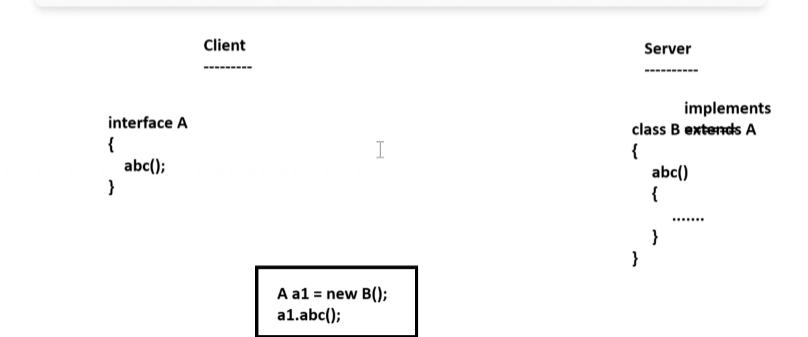 Client
---------
interface A
{
abc();
}
Server
----------
implements
class B extends A
{
abc()
{
.......
}
}
A a1 = new B();
a1.abc();